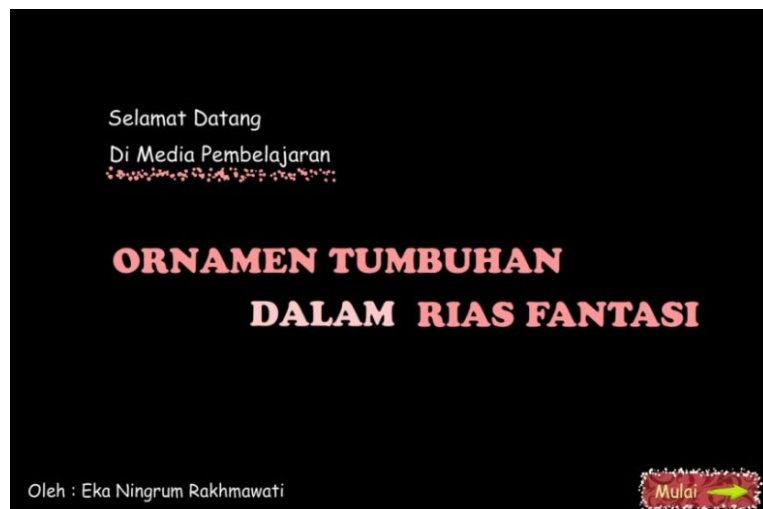 Selamat Datang
Di Media Pembelajaran
ORNAMEN TUMBUHAN
DALAM RIAS FANTASI
Oleh : Eka Ningrum Rakhmawati
Mulai